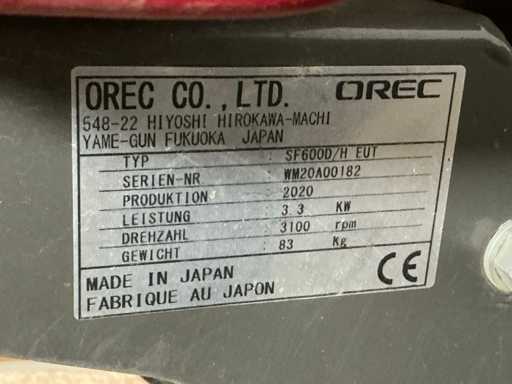 OREC CO.,LTD. OREC
548-22 HIYOSHI HIROKAWA-MACHI
YAME-GUN FUKUOKA JAPAN
TYP : SF600D/H EUT
SERIEN-NR : WM20A00182
PRODUKTION : 2020
LEISTUNG : 3.3 KW
DREHZAHL : 3100 rpm
GEWICHT : 83 Kg
MADE IN JAPAN
FABRIQUE AU JAPON
CE